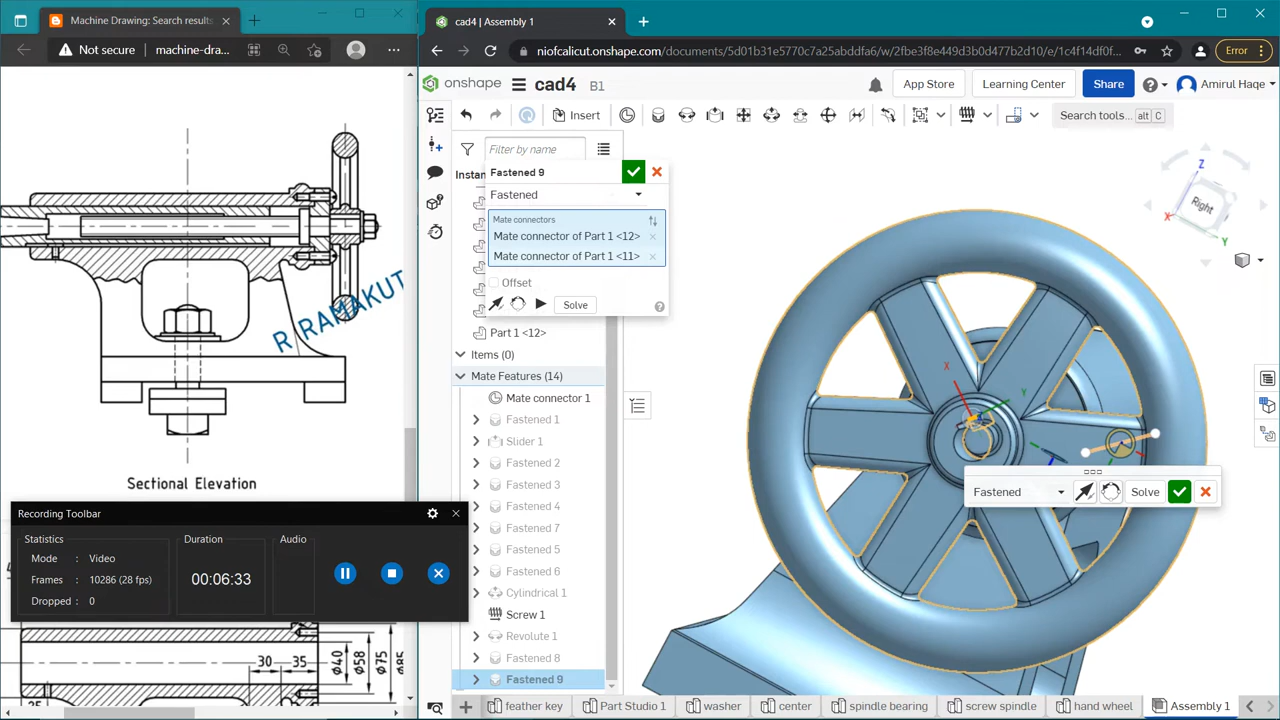 Machine Drawing: Search results
Not secure
machine-dra...
R RAMAKUT
Sectional Elevation
Recording Toolbar
Statistics
Duration
Audio
Mode : Video
Frames : 10286 (28 fps)
Dropped : 0
00:06:33
30
35
Φ40
Φ58
Φ75
cad4 | Assembly 1
niofcalicut.onshape.com/documents/5d01b31e5770c7a25abddfa6/w/2fbe3f8e449d3b0d477b2d10/e/1c4f14df0f...
Error
onshape
cad4 B1
App Store
Learning Center
Share
Amirul Haqe
Insert
Search tools...
alt C
Filter by name
Instan
Fastened 9
Fastened
Mate connectors
Mate connector of Part 1 <12>
Mate connector of Part 1 <11>
Offset
Solve
Part 1 <12>
Items (0)
Mate Features (14)
Mate connector 1
Fastened 1
Slider 1
Fastened 2
Fastened 3
Fastened 4
Fastened 7
Fastened 5
Fastened 6
Cylindrical 1
Screw 1
Revolute 1
Fastened 8
Fastened 9
Z
Right
X
Y
X
Y
Fastened
Solve
feather key
Part Studio 1
washer
center
spindle bearing
screw spindle
hand wheel
Assembly 1